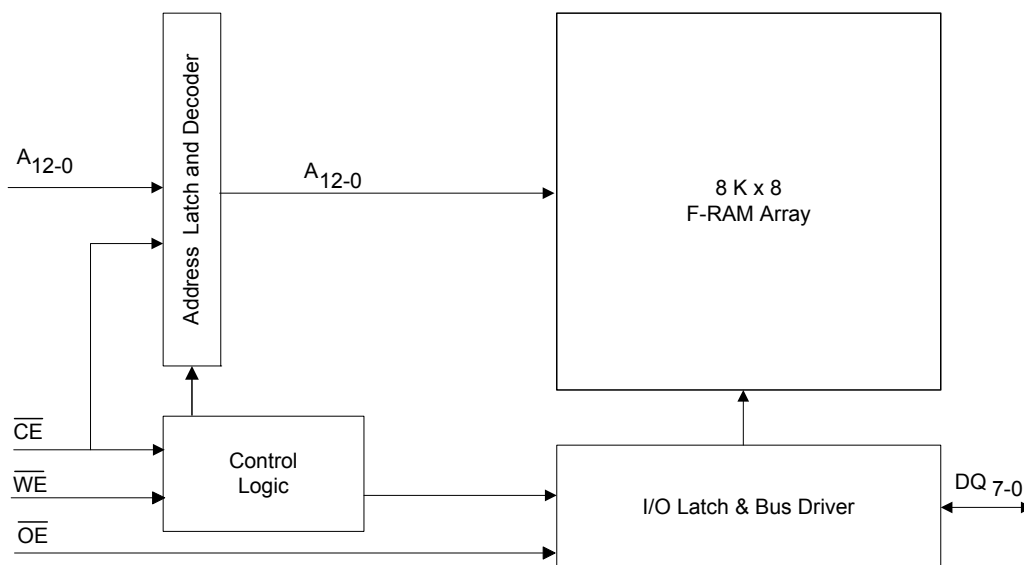 Address Latch and Decoder
A12-0
A12-0
8 K x 8
F-RAM Array
CE
WE
OE
Control
Logic
I/O Latch & Bus Driver
DQ 7-0